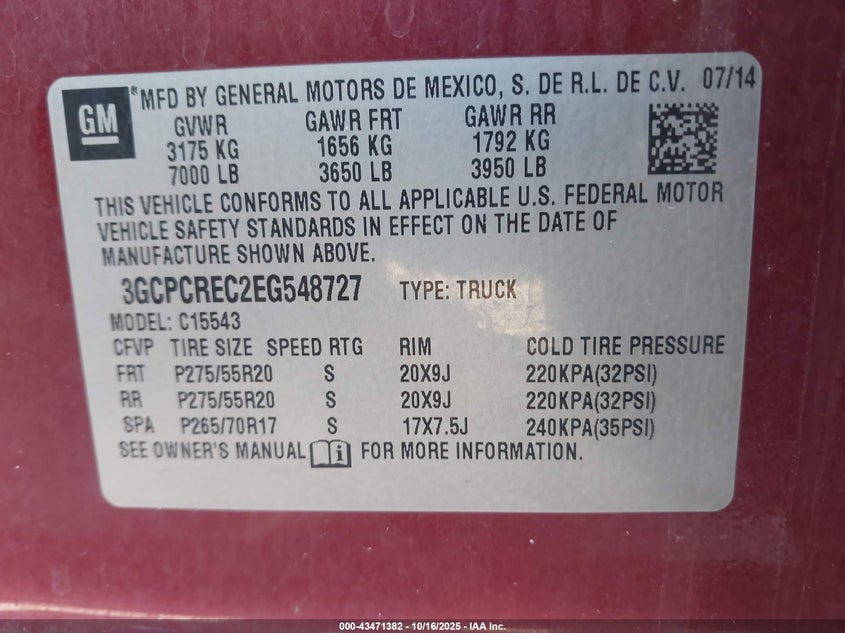 GM
*MFD BY GENERAL MOTORS DE MEXICO, S. DE R.L. DE C.V. 07/14
GVWR GAWR FRT GAWR RR
3175 KG 1656 KG 1792 KG
7000 LB 3650 LB 3950 LB
THIS VEHICLE CONFORMS TO ALL APPLICABLE U.S. FEDERAL MOTOR
VEHICLE SAFETY STANDARDS IN EFFECT ON THE DATE OF
MANUFACTURE SHOWN ABOVE.
3GCPCREC2EG548727 TYPE: TRUCK
MODEL: C15543
CFVP TIRE SIZE SPEED RTG RIM COLD TIRE PRESSURE
FRT P275/55R20 S 20X9J 220KPA(32PSI)
RR P275/55R20 S 20X9J 220KPA(32PSI)
SPA P265/70R17 S 17X7.5J 240KPA(35PSI)
SEE OWNER'S MANUAL i FOR MORE INFORMATION.
000-43471382 - 10/16/2025 - IAA Inc.